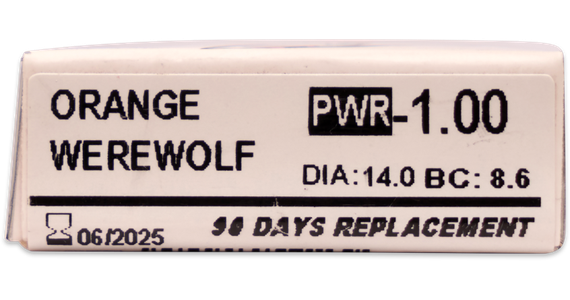 ORANGE
WEREWOLF
PWR-1.00
DIA:14.0 BC: 8.6
06/2025
90 DAYS REPLACEMENT